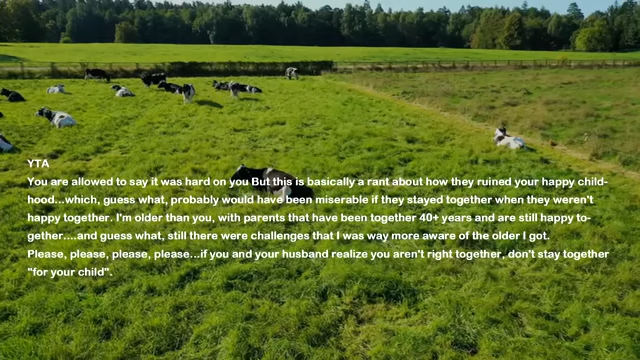 YTA
You are allowed to say it was hard on you But this is basically a rant about how they ruined your happy child-
hood...which, guess what, probably would have been miserable if they stayed together when they weren't
happy together. I'm older than you, with parents that have been together 40+ years and are still happy to-
gether....and guess what, still there were challenges that I was way more aware of the older I got.
Please, please, please, please...if you and your husband realize you aren't right together, don't stay together
"for your child".